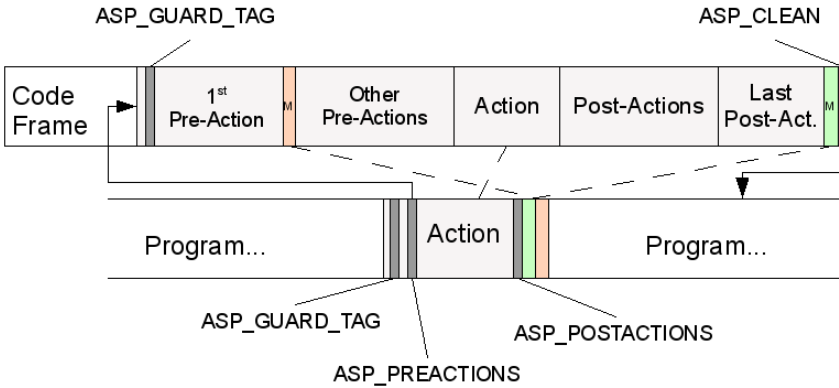 ASP_GUARD_TAG
ASP_CLEAN
Code
Frame
1st
Pre-Action
M
Other
Pre-Actions
Action
Post-Actions
Last
Post-Act.
M
Program...
Action
Program...
ASP_GUARD_TAG
ASP_POSTACTIONS
ASP_PREACTIONS